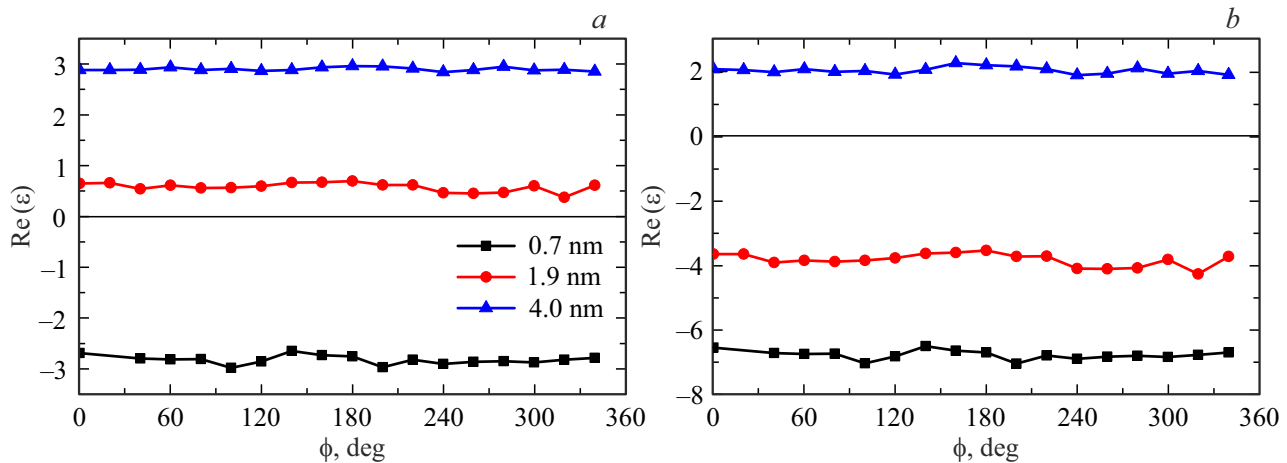 a
3
2
1
0
–1
–2
–3
Re (ε)
0.7 nm
1.9 nm
4.0 nm
0 60 120 180 240 300 360
ϕ, deg
b
2
0
–2
–4
–6
–8
Re (ε)
0 60 120 180 240 300 360
ϕ, deg